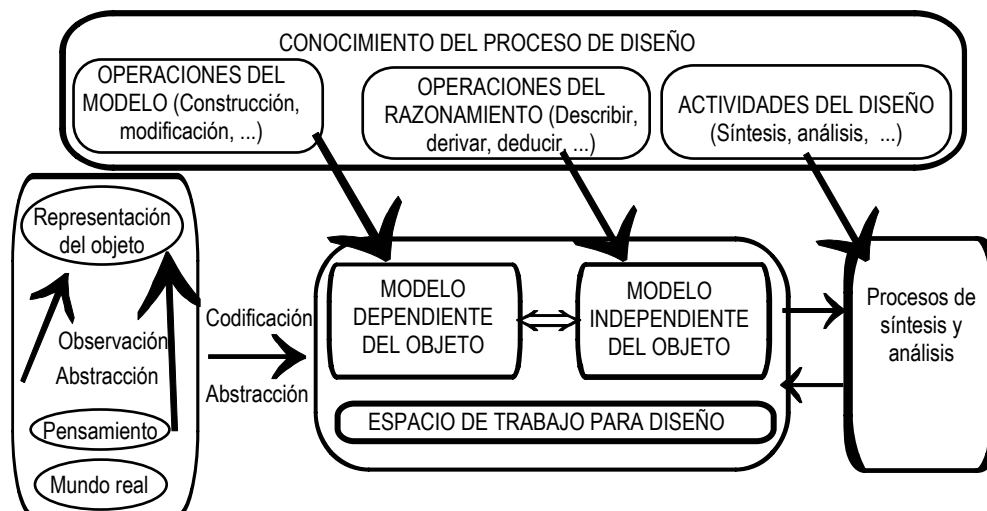 CONOCIMIENTO DEL PROCESO DE DISEÑO
OPERACIONES DEL
MODELO (Construcción,
modificación, ...)
OPERACIONES DEL
RAZONAMIENTO (Describir,
derivar, deducir, ...)
ACTIVIDADES DEL DISEÑO
(Síntesis, análisis, ...)
Representación
del objeto
Observación
Abstracción
Pensamiento
Mundo real
Codificación
Abstracción
MODELO
DEPENDIENTE
DEL OBJETO
MODELO
INDEPENDIENTE
DEL OBJETO
ESPACIO DE TRABAJO PARA DISEÑO
Procesos de
síntesis y
análisis